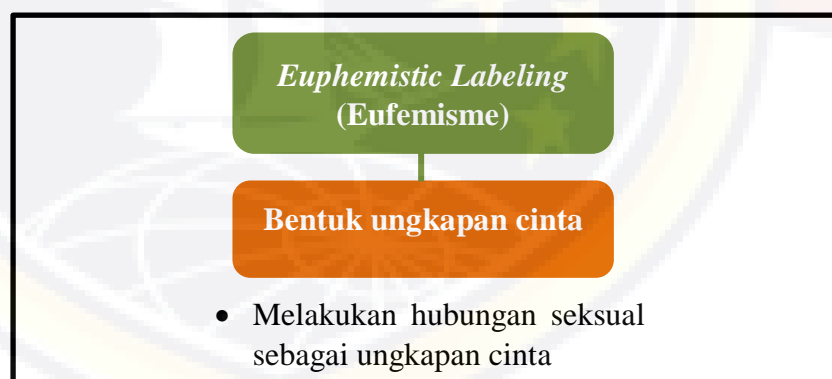 Euphemistic Labeling
(Eufemisme)
Bentuk ungkapan cinta
• Melakukan hubungan seksual
sebagai ungkapan cinta